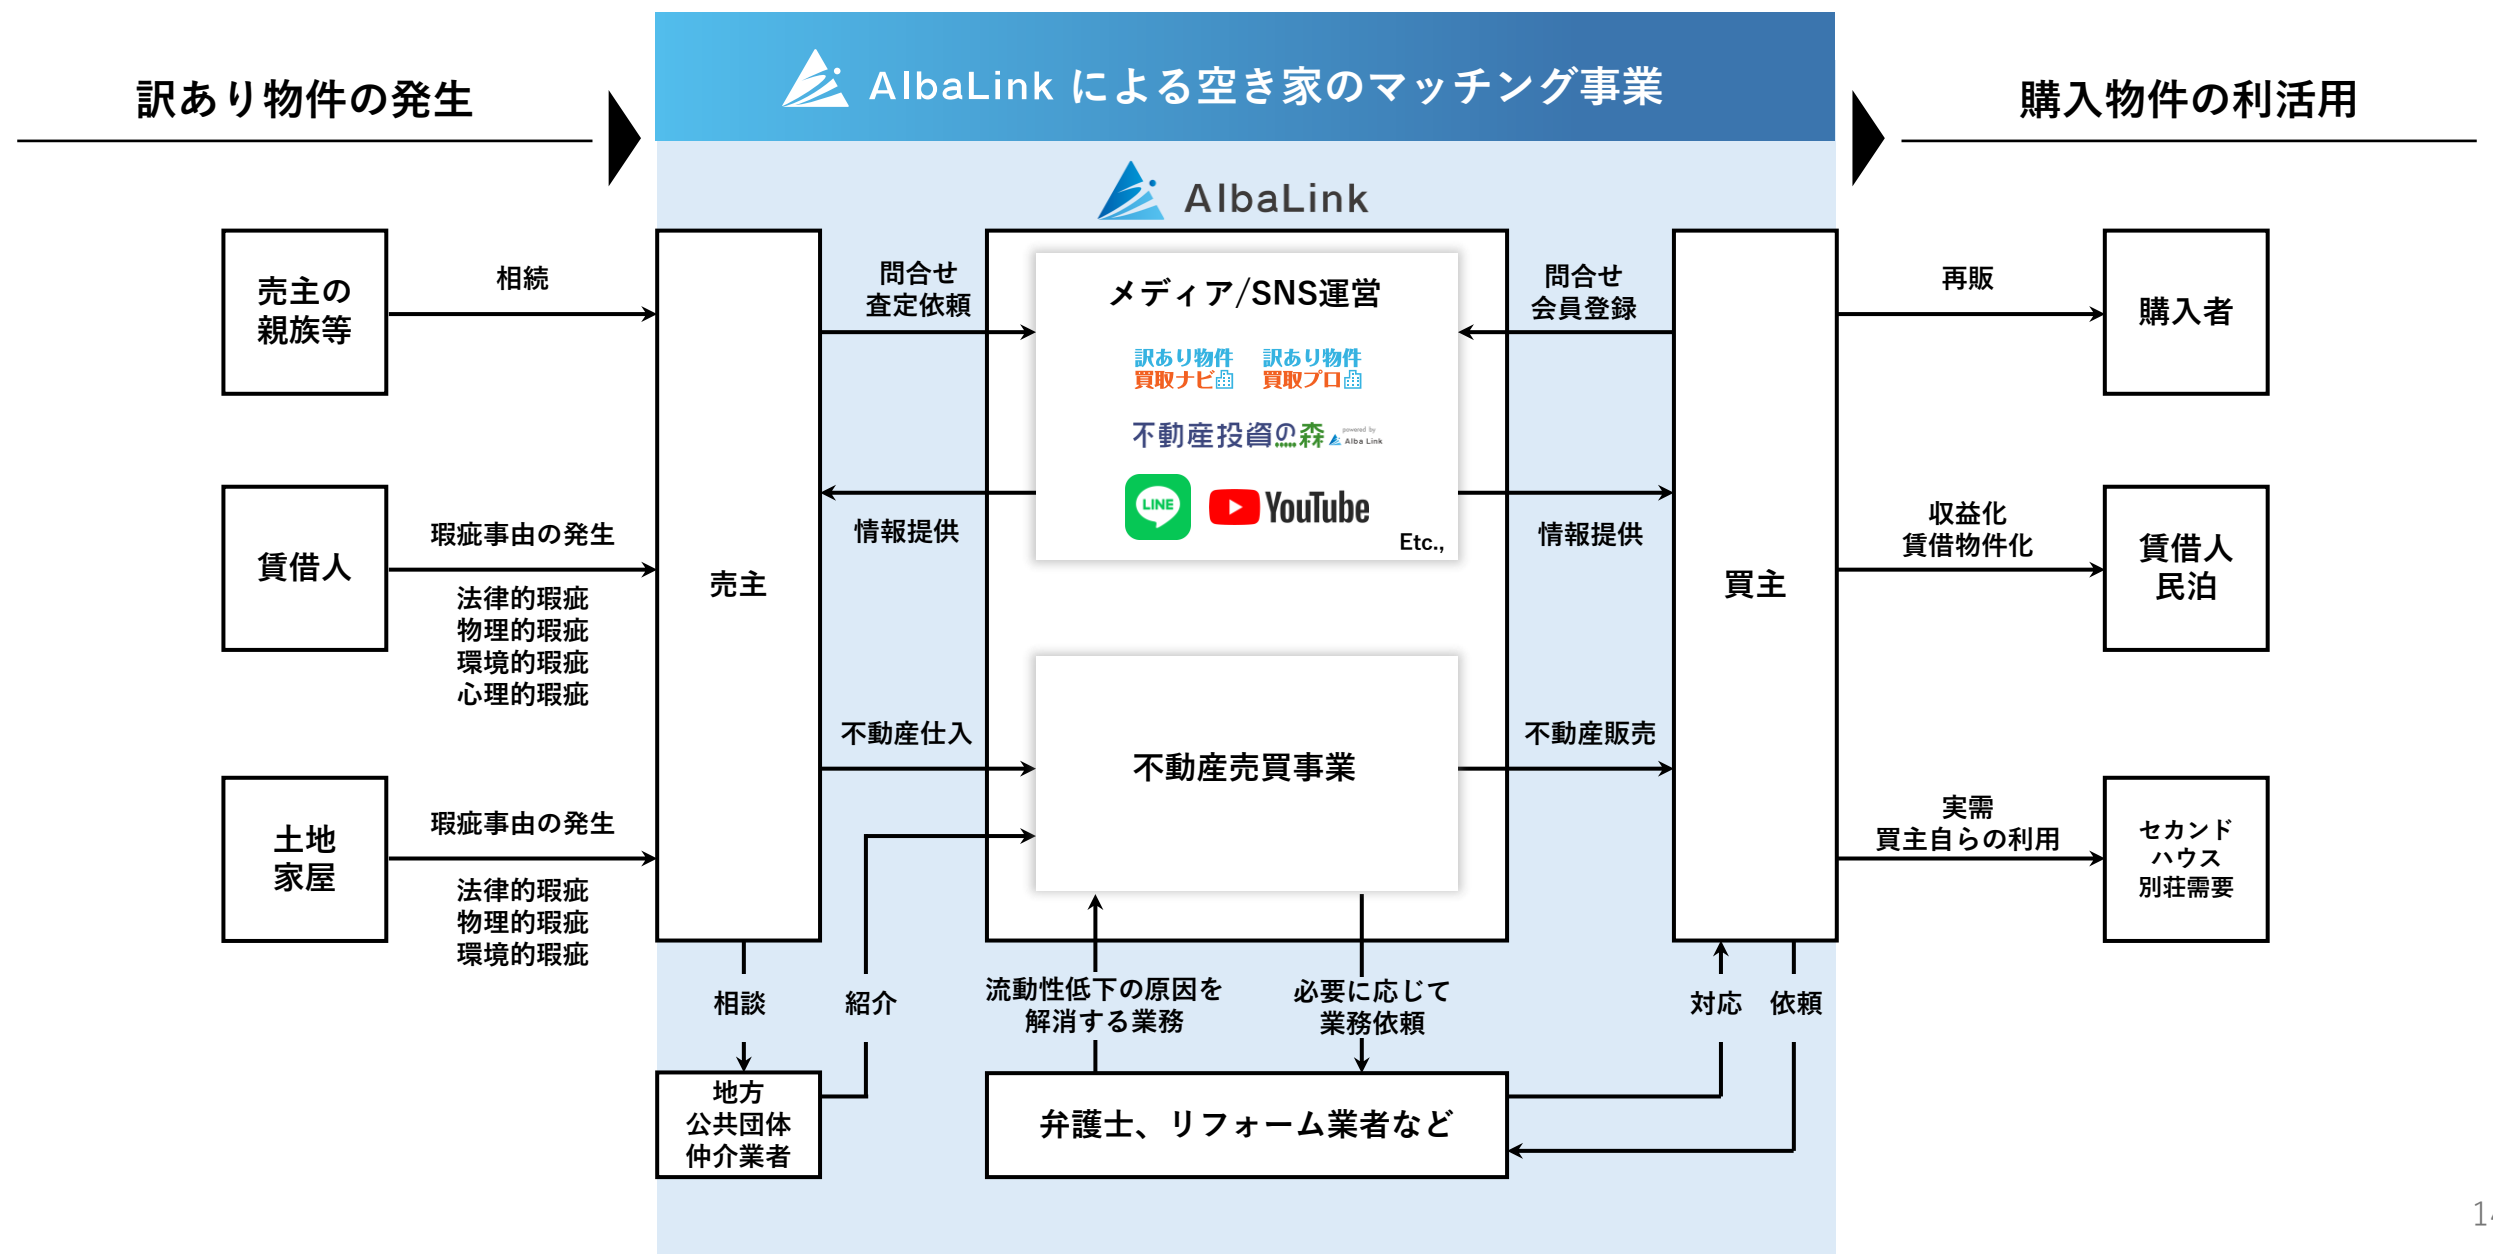 訳あり物件の発生
AlbaLink による空き家のマッチング事業
購入物件の利活用
AlbaLink
売主の
親族等
相続
賃借人
瑕疵事由の発生
法律的瑕疵
物理的瑕疵
環境的瑕疵
心理的瑕疵
土地
家屋
瑕疵事由の発生
法律的瑕疵
物理的瑕疵
環境的瑕疵
売主
問合せ
査定依頼
情報提供
不動産仕入
メディア/SNS運営
訳あり物件
買取ナビ
訳あり物件
買取プロ
不動産投資の森
powered by
Alba Link
LINE
YouTube
Etc.,
不動産売買事業
問合せ
会員登録
情報提供
不動産販売
買主
再販
購入者
収益化
賃借物件化
賃借人
民泊
実需
買主自らの利用
セカンド
ハウス
別荘需要
相談
紹介
流動性低下の原因を
解消する業務
必要に応じて
業務依頼
対応
依頼
地方
公共団体
仲介業者
弁護士、リフォーム業者など